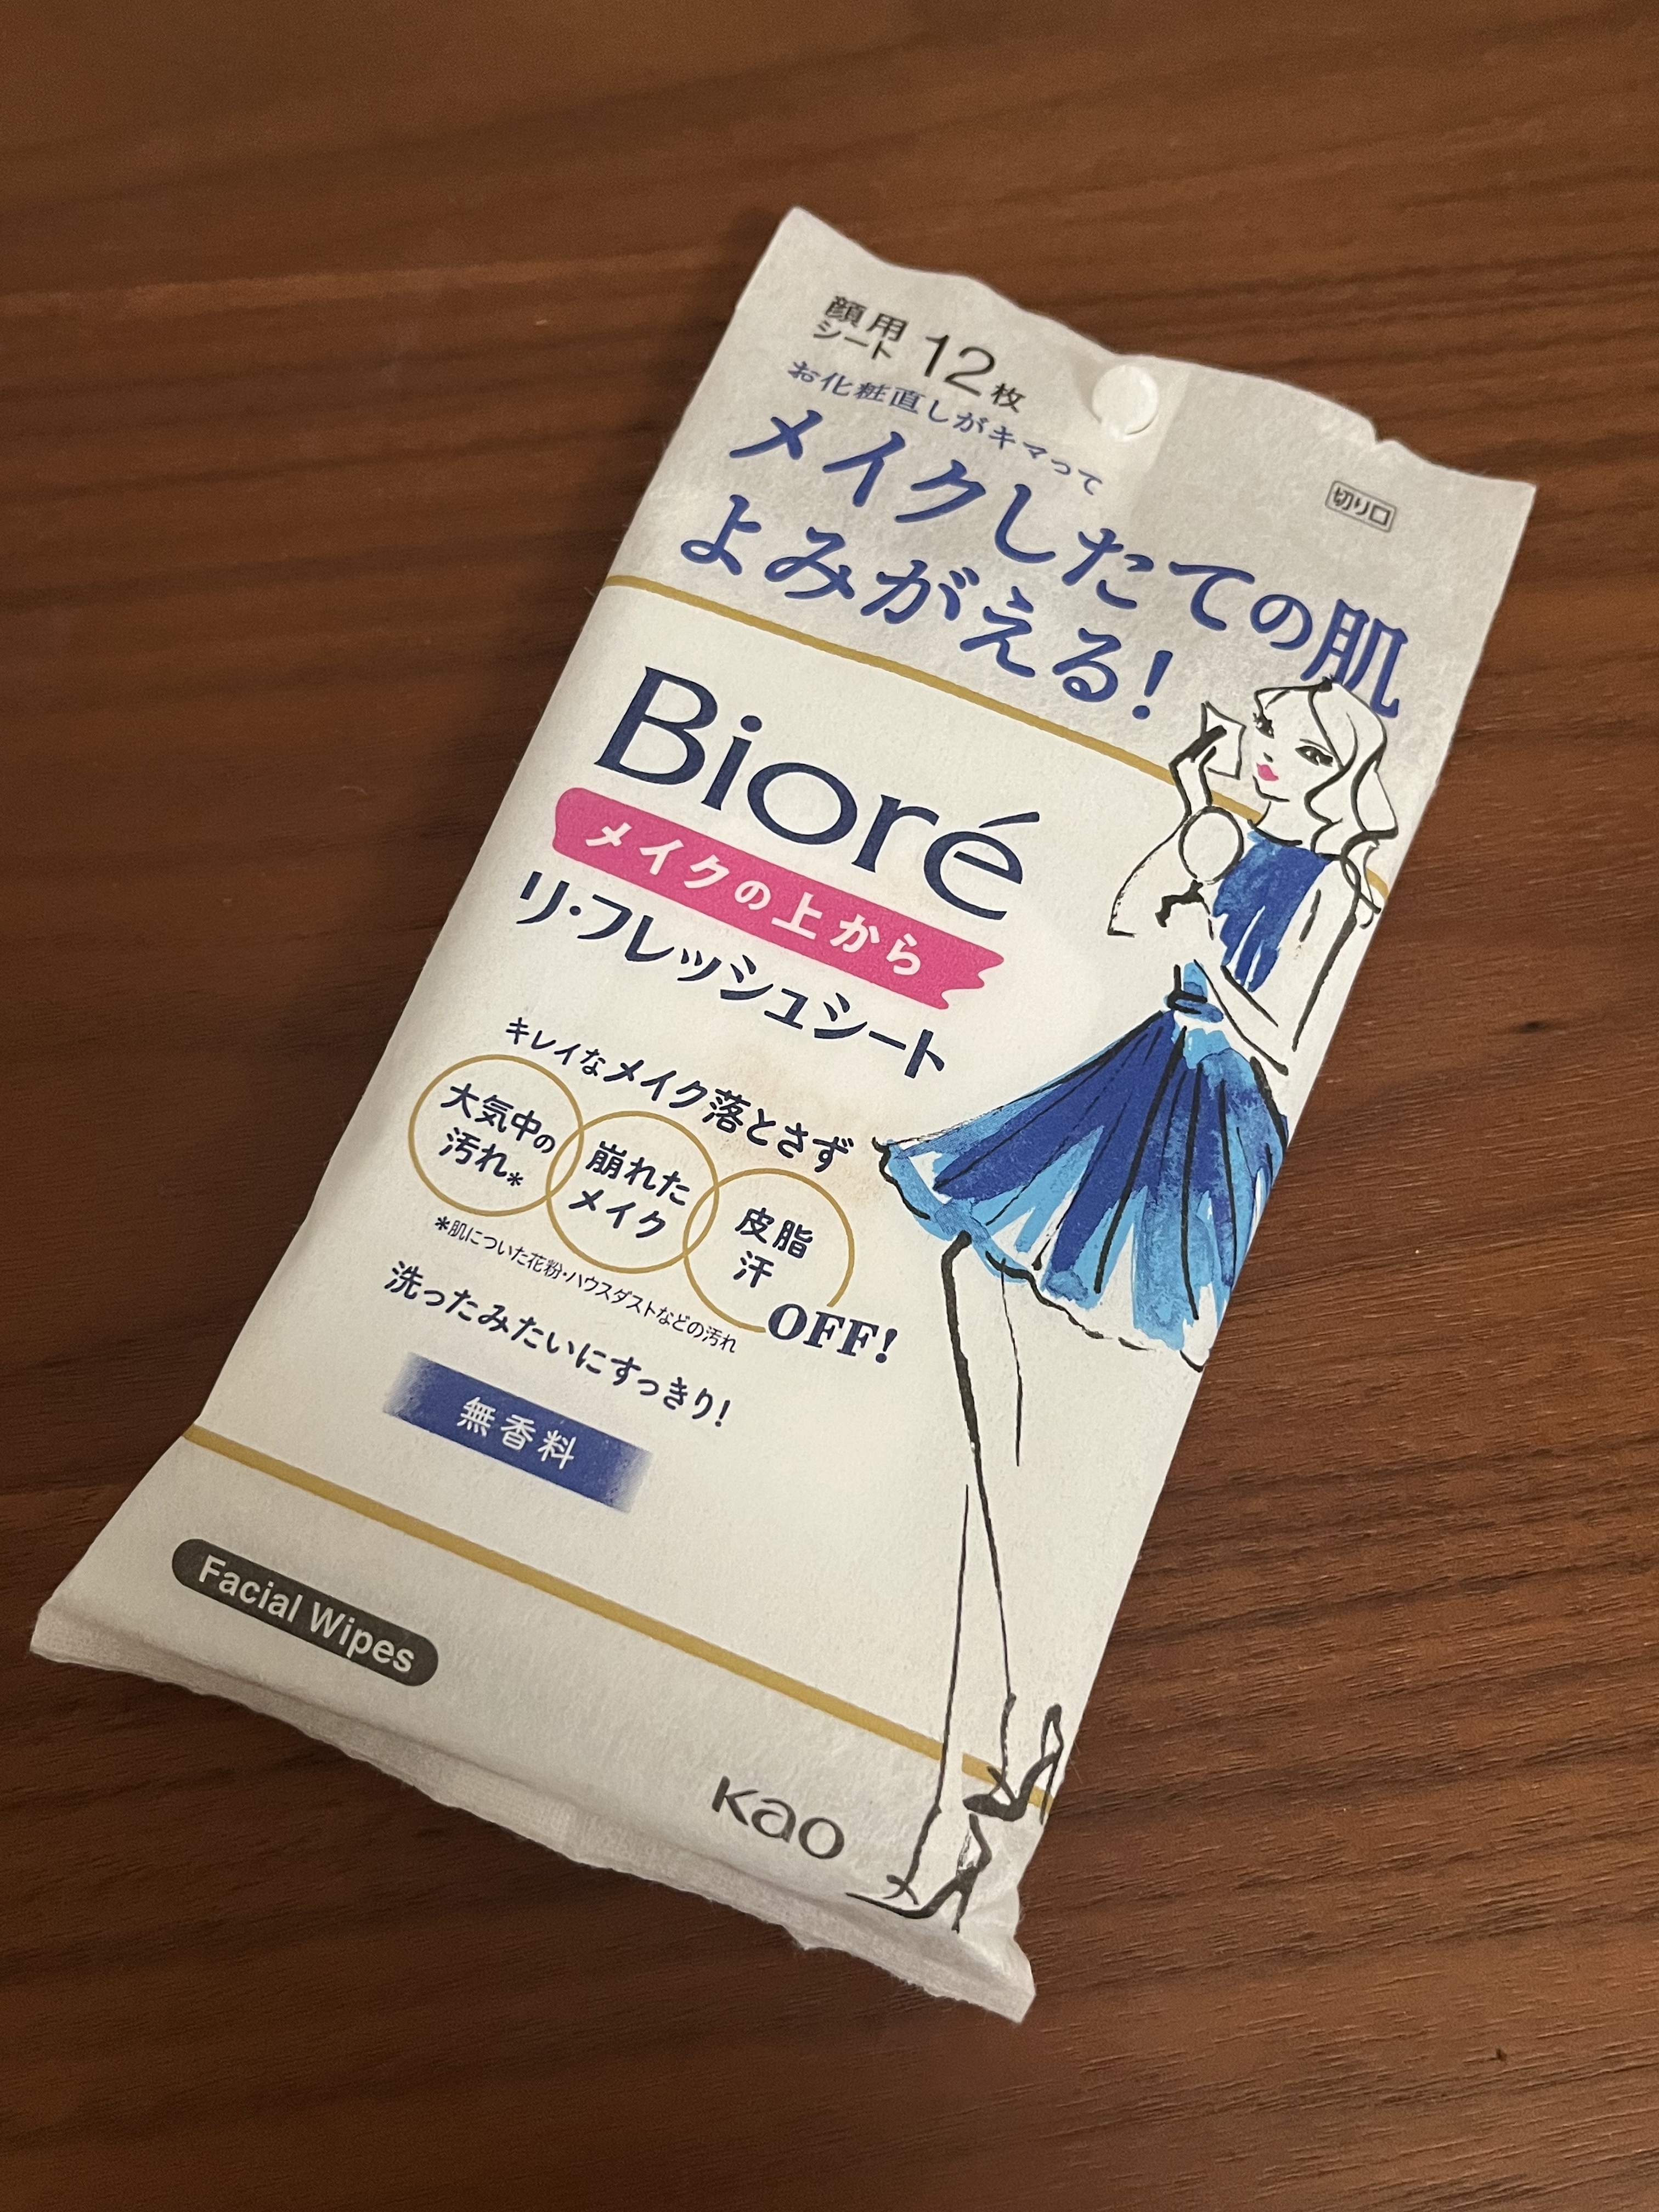 顔用
シート 12枚
お化粧直しがキマって
メイクしたての肌
よみがえる!
切り口
Bioré
メイクの上から
リ・フレッシュシート
キレイなメイク落とさず
大気中の
汚れ*
崩れた
メイク
皮脂
汗
OFF!
*肌についた花粉・ハウスダストなどの汚れ
洗ったみたいにすっきり!
無香料
Facial Wipes
Kao